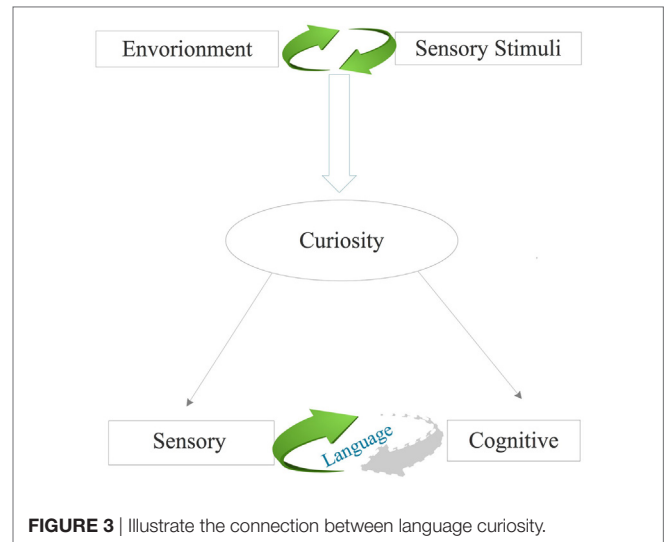 Envorionment
Sensory Stimuli
Curiosity
Sensory
Language
Cognitive
FIGURE 3 | Illustrate the connection between language curiosity.